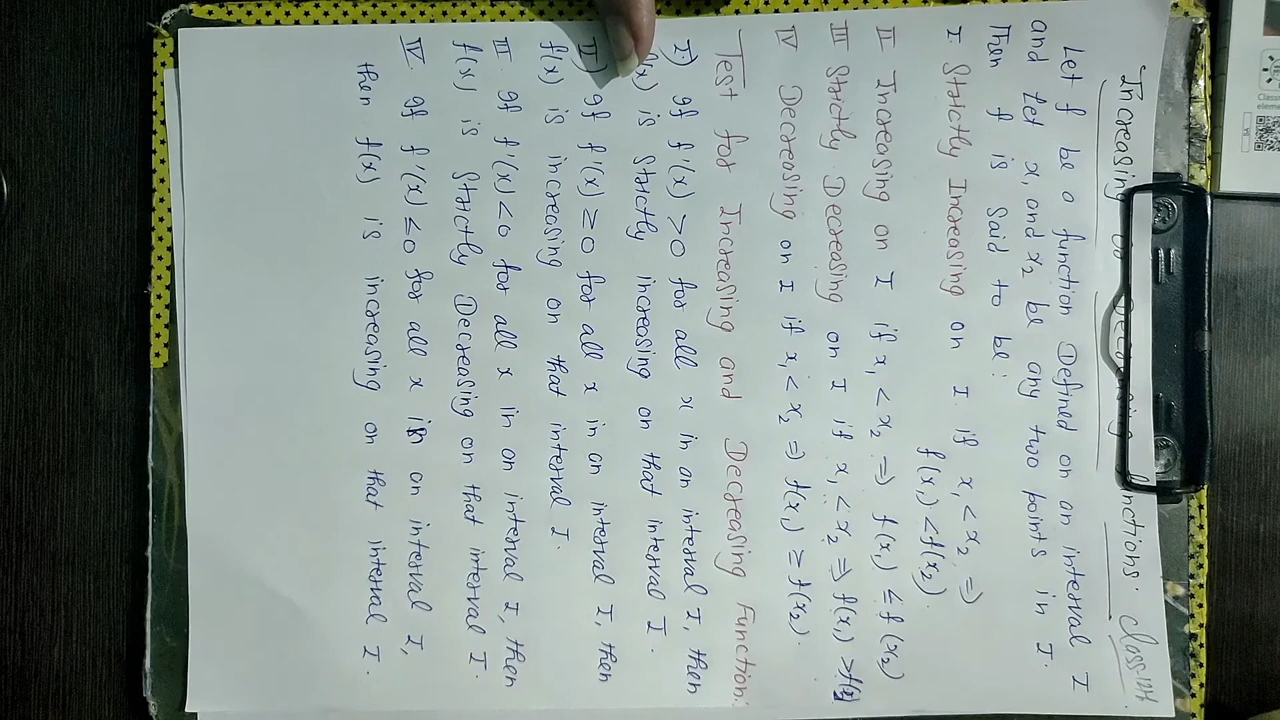 Increasing Decreasing Functions. Class-12th.
Let f be a function Defined on an interval I
and Let x₁ and x₂ be any two points in I.
Then f is said to be:
I. Strictly Increasing on I if x₁ < x₂ ⇒
f(x₁) < f(x₂).
II Increasing on I if x₁ < x₂ ⇒ f(x₁) ≤ f(x₂)
III Strictly Decreasing on I if x₁ < x₂ ⇒ f(x₁) > f(x₂)
IV Decreasing on I if x₁ < x₂ ⇒ f(x₁) ≥ f(x₂).
Test for Increasing and Decreasing Function:
I) If f'(x) > 0 for all x in an interval I, then
f(x) is Strictly increasing on that interval I.
II) If f'(x) ≥ 0 for all x in an interval I, then
f(x) is increasing on that interval I.
III If f'(x) < 0 for all x in on interval I, then
f(x) is Strictly Decreasing on that interval I.
IV. If f'(x) ≤ 0 for all x in on interval I,
then f(x) is increasing on that interval I.